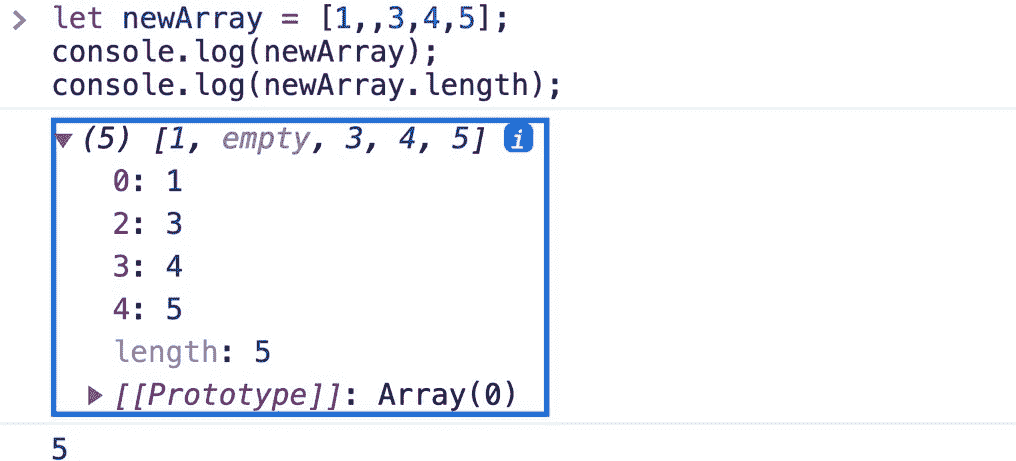 let newArray = [1,,3,4,5];
console.log(newArray);
console.log(newArray.length);
(5) [1, empty, 3, 4, 5] i
0: 1
2: 3
3: 4
4: 5
length: 5
[[Prototype]]: Array(0)
5